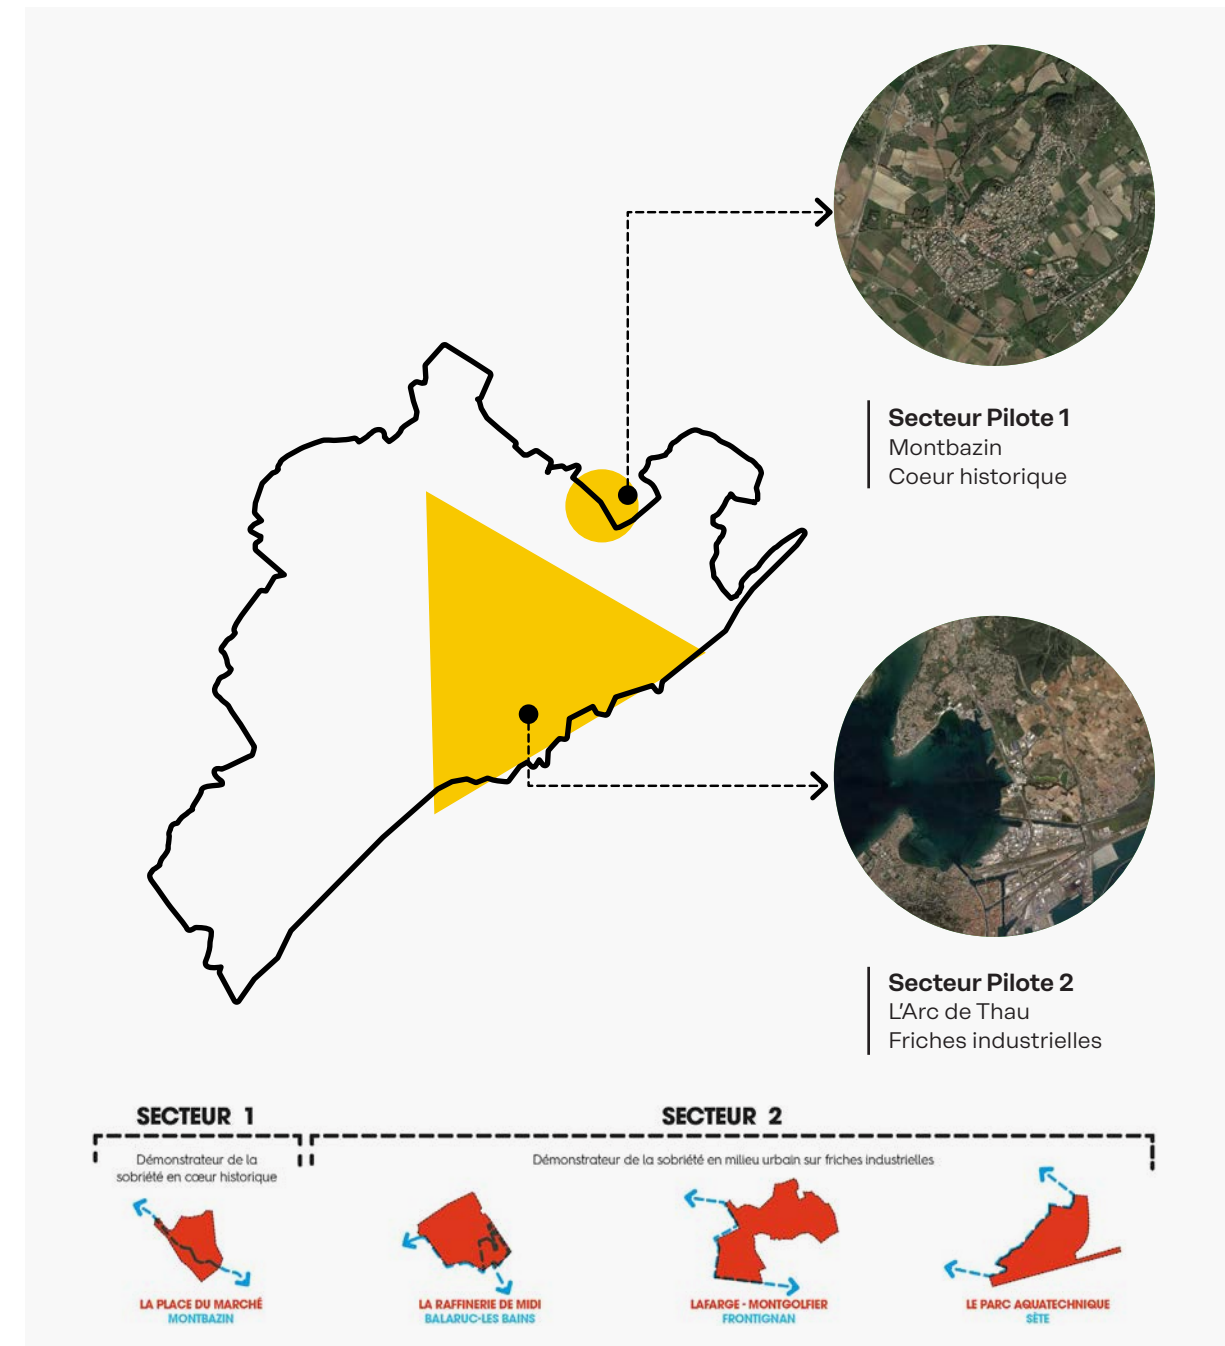 Secteur Pilote 1
Montbazin
Coeur historique
Secteur Pilote 2
L'Arc de Thau
Friches industrielles
SECTEUR 1
Démonstrateur de la
sobriété en cœur historique
LA PLACE DU MARCHÉ
MONTBAZIN
SECTEUR 2
Démonstrateur de la sobriété en milieu urbain sur friches industrielles
LA RAFFINERIE DE MIDI
BALARUC-LES BAINS
LAFARGE - MONTGOLFIER
FRONTIGNAN
LE PARC AQUATECHNIQUE
SÈTE